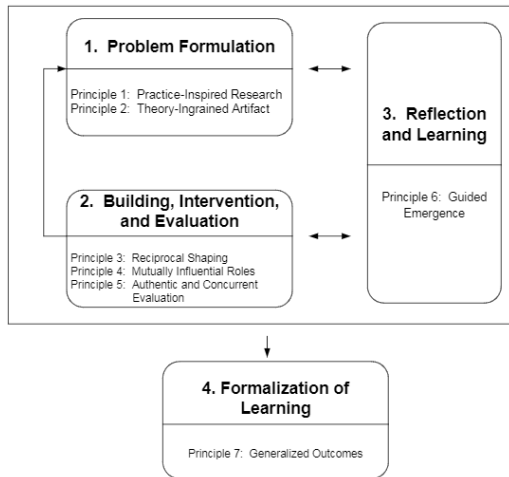 1. Problem Formulation
Principle 1: Practice-Inspired Research
Principle 2: Theory-Ingrained Artifact
2. Building, Intervention,
and Evaluation
Principle 3: Reciprocal Shaping
Principle 4: Mutually Influential Roles
Principle 5: Authentic and Concurrent
Evaluation
3. Reflection
and Learning
Principle 6: Guided
Emergence
4. Formalization of
Learning
Principle 7: Generalized Outcomes